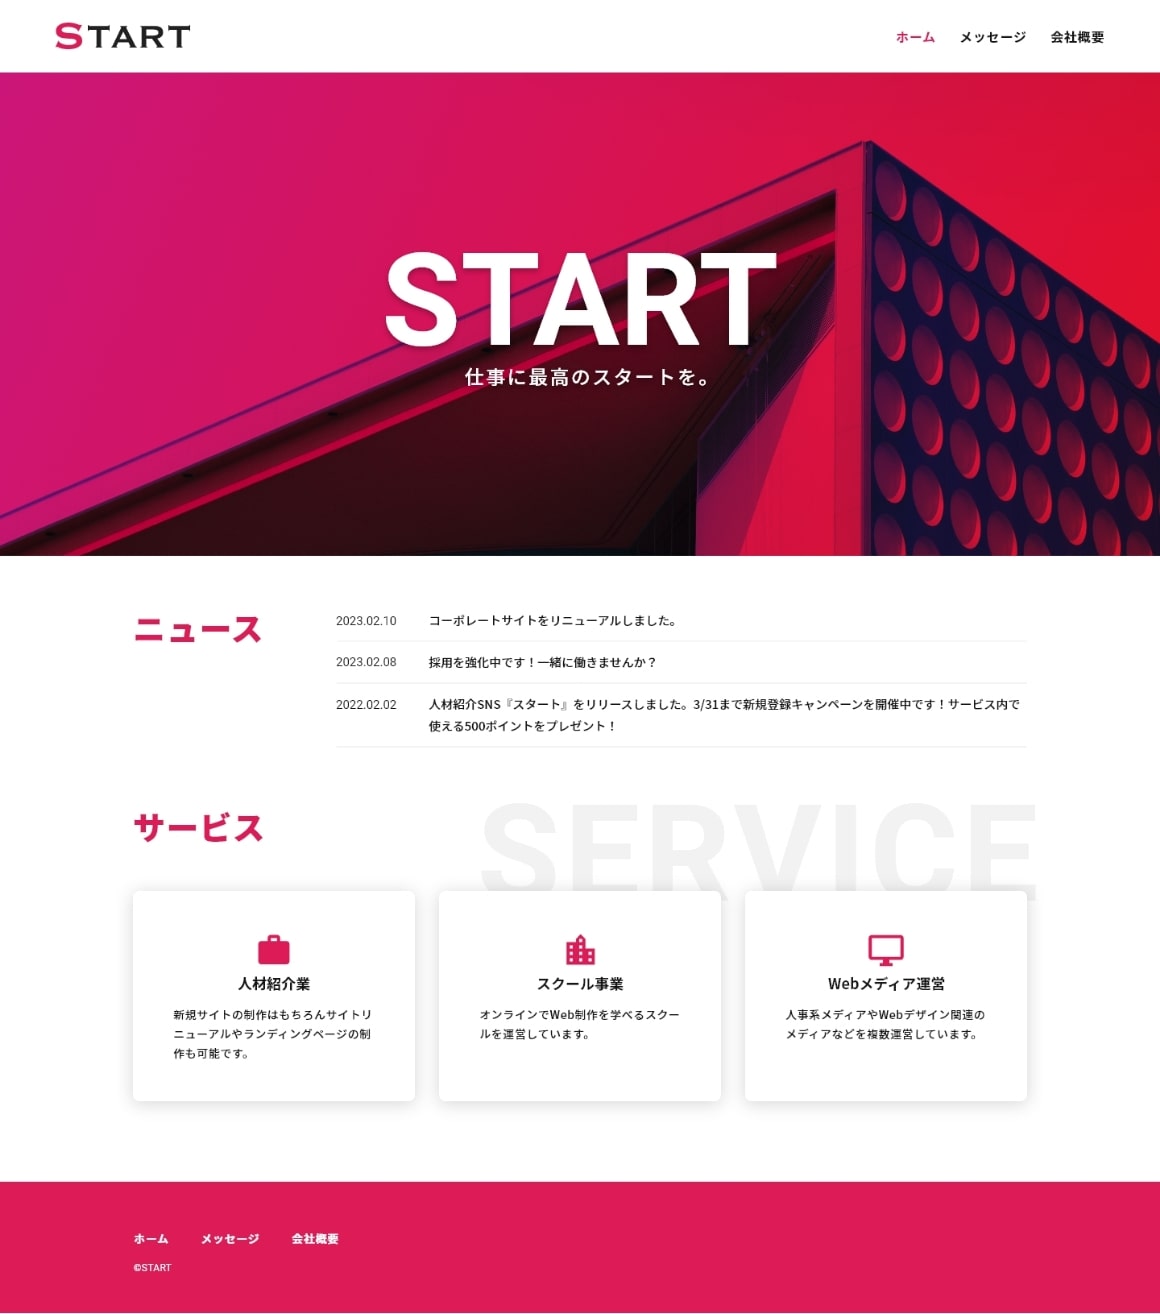 START
ホーム
メッセージ
会社概要
START
仕事に最高のスタートを。
ニュース
2023.02.10 コーポレートサイトをリニューアルしました。
2023.02.08 採用を強化中です！一緒に働きませんか？
2022.02.02 人材紹介SNS『スタート』をリリースしました。3/31まで新規登録キャンペーンを開催中です！サービス内で
使える500ポイントをプレゼント！
サービス
SERVICE
人材紹介業
新規サイトの制作はもちろんサイトリ
ニューアルやランディングページの制
作も可能です。
スクール事業
オンラインでWeb制作を学べるスクー
ルを運営しています。
Webメディア運営
人事系メディアやWebデザイン関連の
メディアなどを複数運営しています。
ホーム
メッセージ
会社概要
©START